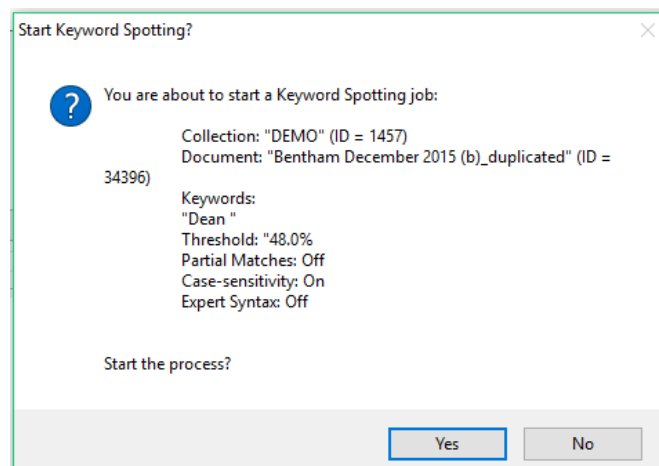 Start Keyword Spotting?
You are about to start a Keyword Spotting job:
Collection: "DEMO" (ID = 1457)
Document: "Bentham December 2015 (b)_duplicated" (ID =
34396)
Keywords:
"Dean "
Threshold: "48.0%
Partial Matches: Off
Case-sensitivity: On
Expert Syntax: Off
Start the process?
Yes No